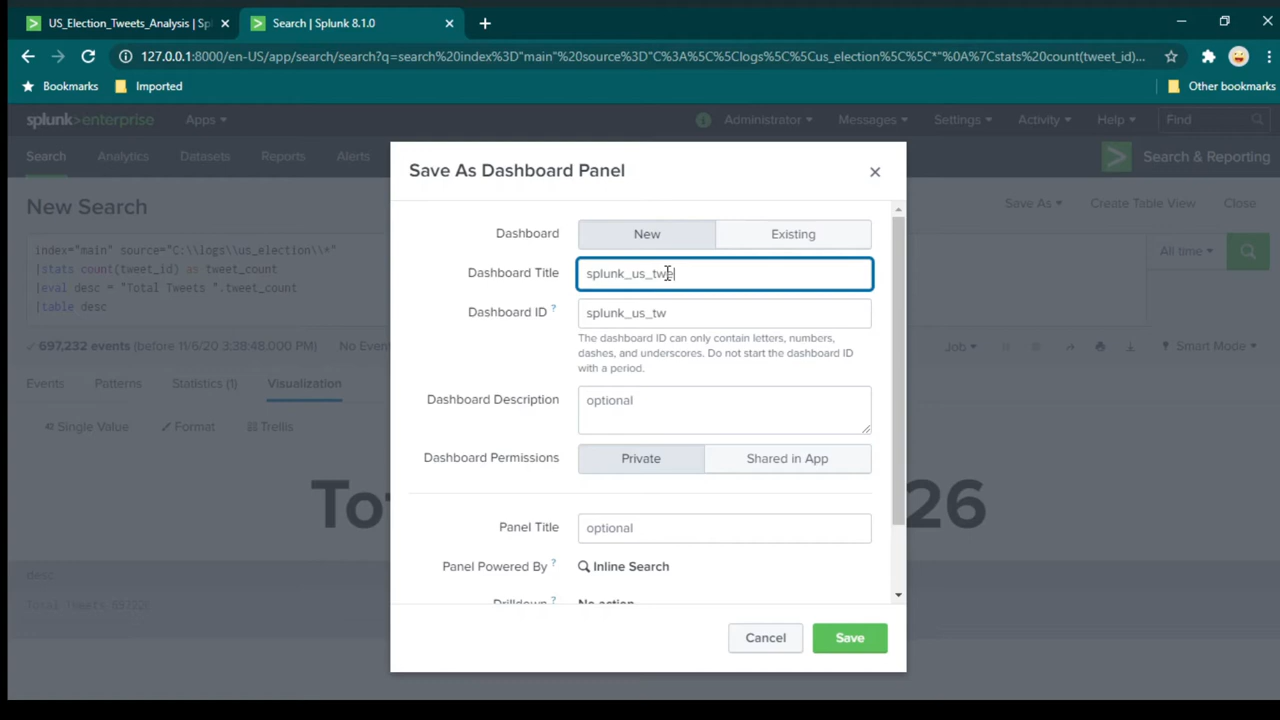 US_Election_Tweets_Analysis | Sp
Search | Splunk 8.1.0
127.0.0.1:8000/en-US/app/search/search?q=search%20index%3D"main"%20source%3D"C%3A%5C%5Clogs%5C%5Cus_election%5C%5C*"%0A%7Cstats%20count(tweet_id)...
Bookmarks
Imported
Other bookmarks
splunk>enterprise
Apps
Administrator
Messages
Settings
Activity
Help
Find
Search
Analytics
Datasets
Reports
Alerts
Search & Reporting
New Search
Save As
Create Table View
Close
index="main" source="C:\\logs\\us_election\\*"
|stats count(tweet_id) as tweet_count
|eval desc = "Total Tweets ".tweet_count
|table desc
All time
697,232 events (before 11/6/20 3:38:48.000 PM)
No Even
Job
Smart Mode
Events
Patterns
Statistics (1)
Visualization
Single Value
Format
Trellis
To
26
desc
Save As Dashboard Panel
Dashboard
New
Existing
Dashboard Title
splunk_us_twe
Dashboard ID ?
splunk_us_tw
The dashboard ID can only contain letters, numbers,
dashes, and underscores. Do not start the dashboard ID
with a period.
Dashboard Description
optional
Dashboard Permissions
Private
Shared in App
Panel Title
optional
Panel Powered By ?
Inline Search
Drilldown ?
No action
Cancel
Save